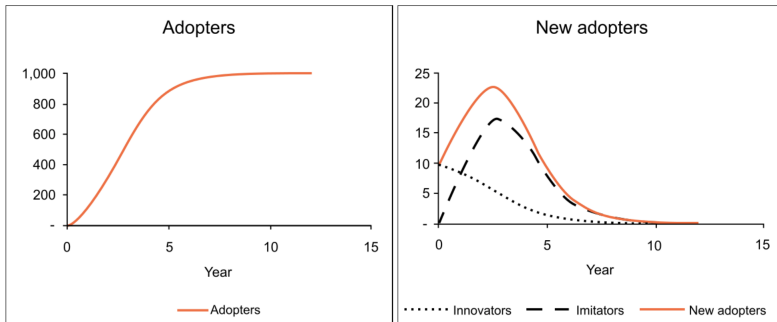 Adopters
1,000
800
600
400
200
-
0 5 10 15
Year
Adopters
New adopters
25
20
15
10
5
-
0 5 10 15
Year
Innovators Imitators New adopters